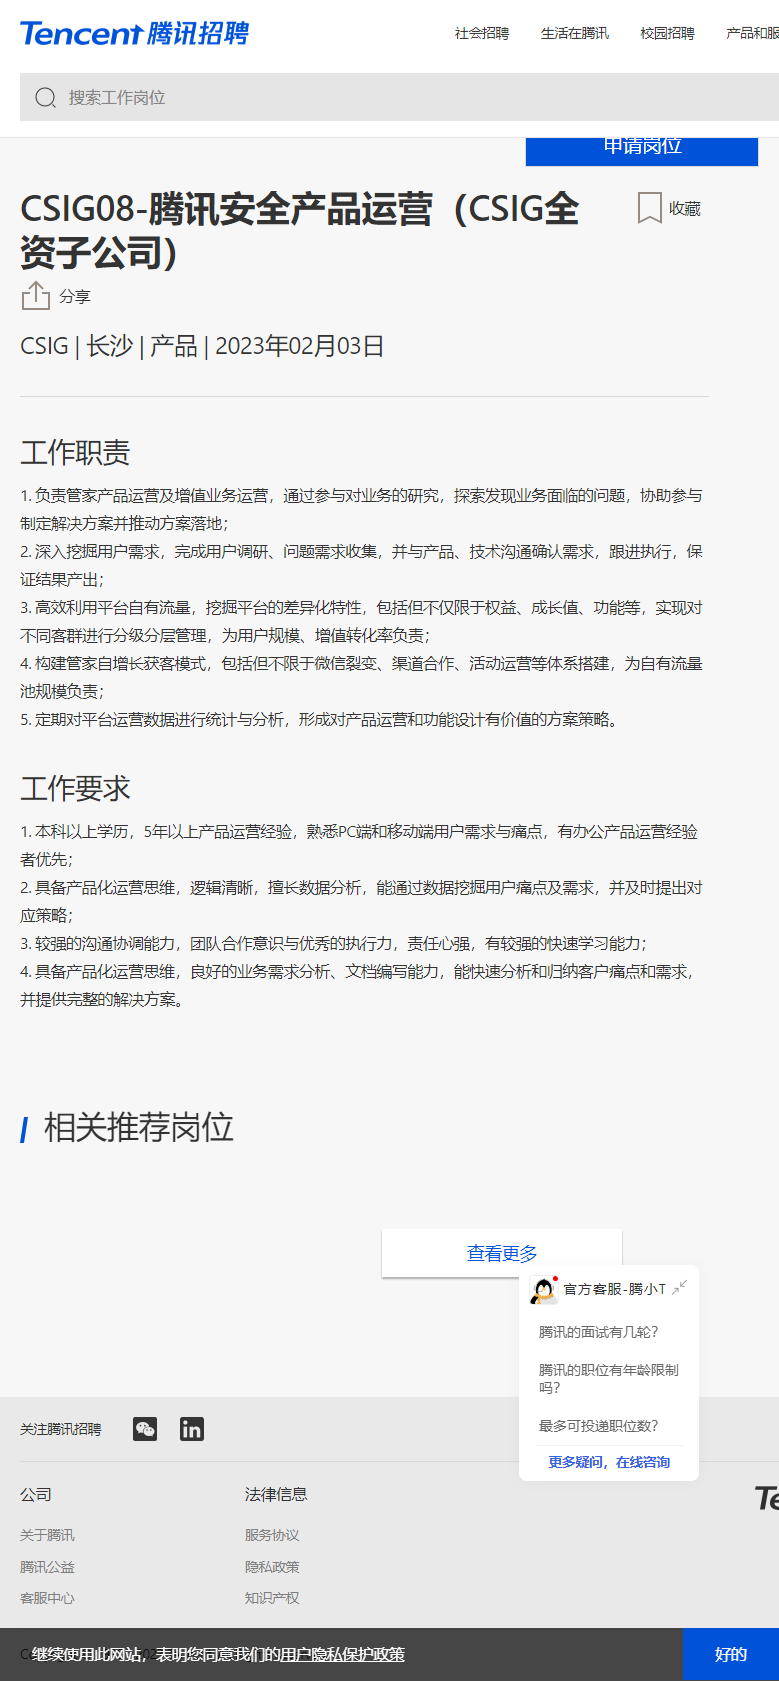 Tencent 腾讯招聘
社会招聘 生活在腾讯 校园招聘 产品和服
搜索工作岗位
申请岗位
CSIG08-腾讯安全产品运营（CSIG全
资子公司）
收藏
分享
CSIG | 长沙 | 产品 | 2023年02月03日
工作职责
1. 负责管家产品运营及增值业务运营，通过参与对业务的研究，探索发现业务面临的问题，协助参与
制定解决方案并推动方案落地；
2. 深入挖掘用户需求，完成用户调研、问题需求收集，并与产品、技术沟通确认需求，跟进执行，保
证结果产出；
3. 高效利用平台自有流量，挖掘平台的差异化特性，包括但不仅限于权益、成长值、功能等，实现对
不同客群进行分级分层管理，为用户规模、增值转化率负责；
4. 构建管家自增长获客模式，包括但不限于微信裂变、渠道合作、活动运营等体系搭建，为自有流量
池规模负责；
5. 定期对平台运营数据进行统计与分析，形成对产品运营和功能设计有价值的方案策略。
工作要求
1. 本科以上学历，5年以上产品运营经验，熟悉PC端和移动端用户需求与痛点，有办公产品运营经验
者优先；
2. 具备产品化运营思维，逻辑清晰，擅长数据分析，能通过数据挖掘用户痛点及需求，并及时提出对
应策略；
3. 较强的沟通协调能力，团队合作意识与优秀的执行力，责任心强，有较强的快速学习能力；
4. 具备产品化运营思维，良好的业务需求分析、文档编写能力，能快速分析和归纳客户痛点和需求，
并提供完整的解决方案。
相关推荐岗位
查看更多
官方客服-腾小T
腾讯的面试有几轮？
腾讯的职位有年龄限制
吗？
最多可投递职位数？
更多疑问，在线咨询
关注腾讯招聘
公司 法律信息
Te
关于腾讯 服务协议
腾讯公益 隐私政策
客服中心 知识产权
继续使用此网站，表明您同意我们的用户隐私保护政策
好的